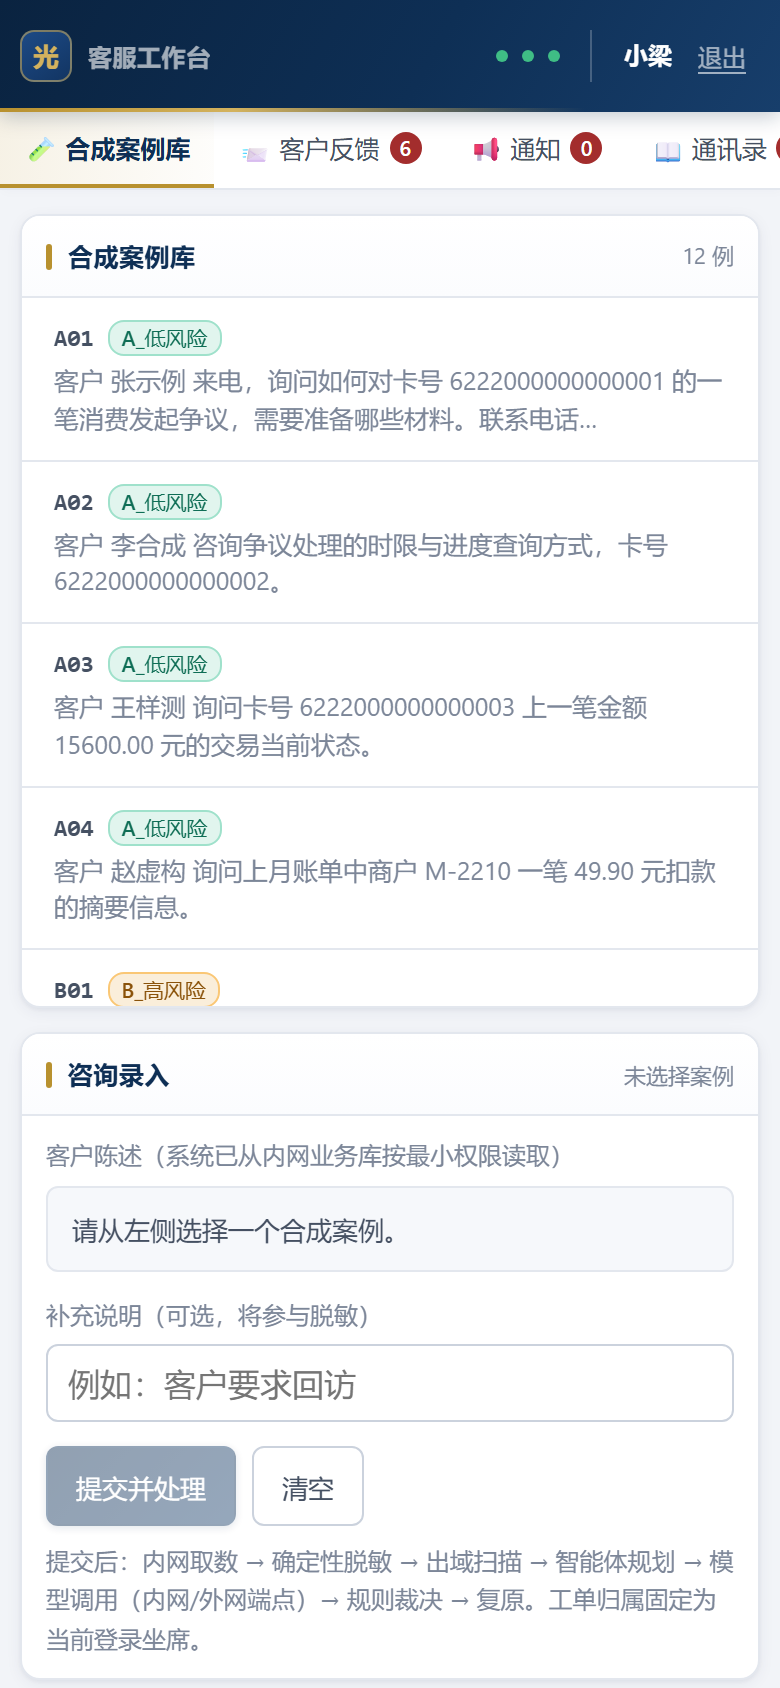 光 客服工作台 小梁 退出
合成案例库 客户反馈 6 通知 0 通讯录
合成案例库 12 例
A01 A_低风险
客户 张示例 来电，询问如何对卡号 6222000000000001 的一
笔消费发起争议，需要准备哪些材料。联系电话...
A02 A_低风险
客户 李合成 咨询争议处理的时限与进度查询方式，卡号
6222000000000002。
A03 A_低风险
客户 王样测 询问卡号 6222000000000003 上一笔金额
15600.00 元的交易当前状态。
A04 A_低风险
客户 赵虚构 询问上月账单中商户 M-2210 一笔 49.90 元扣款
的摘要信息。
B01 B_高风险
咨询录入 未选择案例
客户陈述（系统已从内网业务库按最小权限读取）
请从左侧选择一个合成案例。
补充说明（可选，将参与脱敏）
例如：客户要求回访
提交并处理 清空
提交后：内网取数 → 确定性脱敏 → 出域扫描 → 智能体规划 → 模
型调用（内网/外网端点）→ 规则裁决 → 复原。工单归属固定为
当前登录坐席。